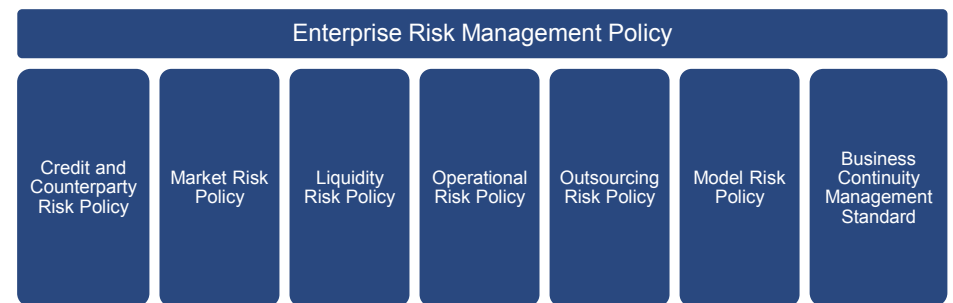 Enterprise Risk Management Policy
Credit and
Counterparty
Risk Policy
Market Risk
Policy
Liquidity
Risk Policy
Operational
Risk Policy
Outsourcing
Risk Policy
Model Risk
Policy
Business
Continuity
Management
Standard